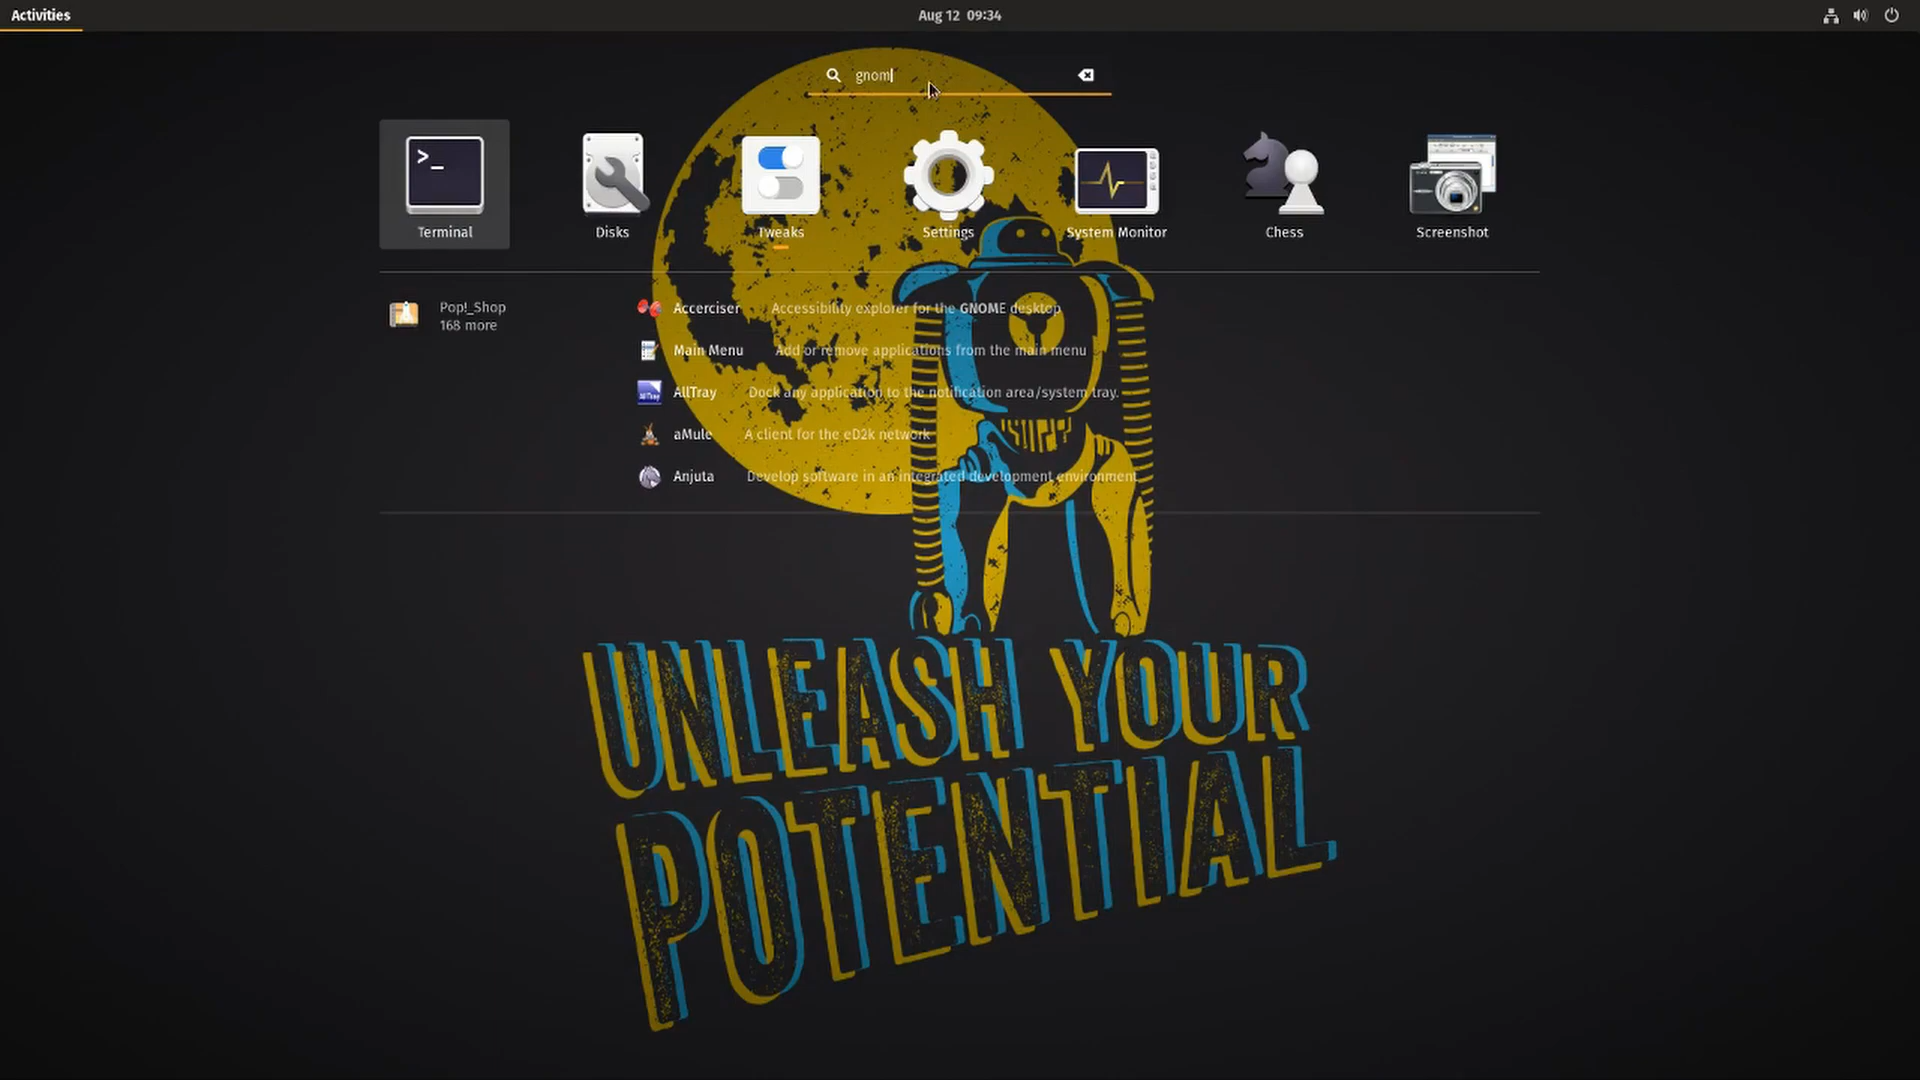 Activities
Aug 12 09:34
gnom
>_
Terminal
Disks
Tweaks
Settings
System Monitor
Chess
Screenshot
Pop!_Shop
168 more
Accerciser Accessibility explorer for the GNOME desktop
Main Menu Add or remove applications from the main menu
AllTray Dock any application to the notification area/system tray.
aMule A client for the eD2k network
Anjuta Develop software in an integrated development environment
UNLEASH YOUR
POTENTIAL